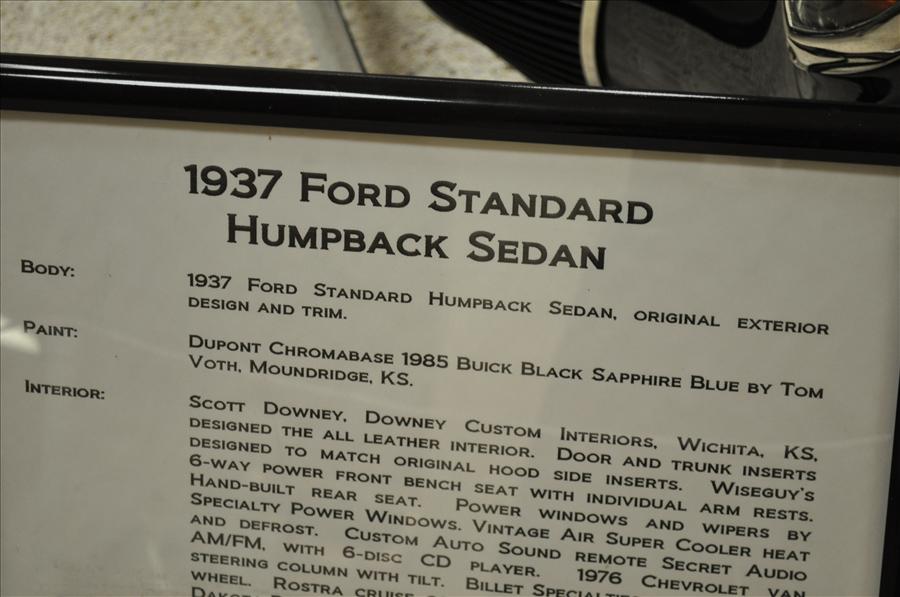 1937 FORD STANDARD
HUMPBACK SEDAN
BODY: 1937 FORD STANDARD HUMPBACK SEDAN, ORIGINAL EXTERIOR
DESIGN AND TRIM.
PAINT: DUPONT CHROMABASE 1985 BUICK BLACK SAPPHIRE BLUE BY TOM
VOTH, MOUNDRIDGE, KS.
INTERIOR: SCOTT DOWNEY, DOWNEY CUSTOM INTERIORS, WICHITA, KS,
DESIGNED THE ALL LEATHER INTERIOR. DOOR AND TRUNK INSERTS
DESIGNED TO MATCH ORIGINAL HOOD SIDE INSERTS. WISEGUY'S
6-WAY POWER FRONT BENCH SEAT WITH INDIVIDUAL ARM RESTS.
HAND-BUILT REAR SEAT. POWER WINDOWS AND WIPERS BY
SPECIALTY POWER WINDOWS. VINTAGE AIR SUPER COOLER HEAT
AND DEFROST. CUSTOM AUTO SOUND REMOTE SECRET AUDIO
AM/FM, WITH 6-DISC CD PLAYER. 1976 CHEVROLET VAN
STEERING COLUMN WITH TILT. BILLET
WHEEL. ROSTRA CRUISE